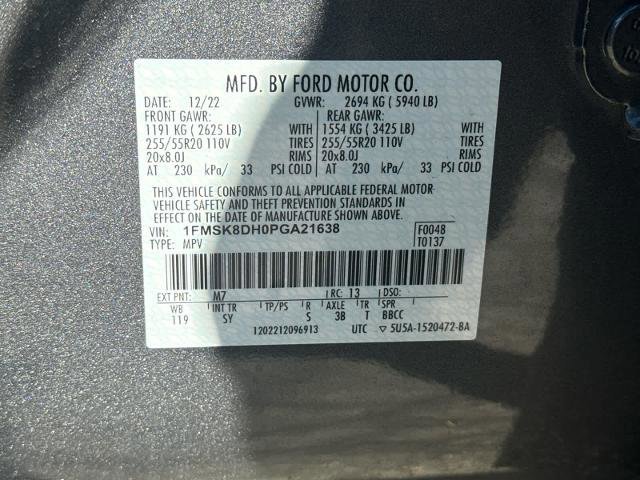 MFD. BY FORD MOTOR CO.
DATE: 12/22 GVWR: 2694 KG ( 5940 LB)
FRONT GAWR: REAR GAWR:
1191 KG ( 2625 LB) WITH 1554 KG ( 3425 LB) WITH
255/55R20 110V TIRES 255/55R20 110V TIRES
20x8.0J RIMS 20x8.0J RIMS
AT 230 kPa/ 33 PSI COLD AT 230 kPa/ 33 PSI COLD
THIS VEHICLE CONFORMS TO ALL APPLICABLE FEDERAL MOTOR
VEHICLE SAFETY AND THEFT PREVENTION STANDARDS IN
EFFECT ON THE DATE OF MANUFACTURE SHOWN ABOVE.
VIN: 1FMSK8DH0PGA21638 F0048
TYPE: MPV T0137
EXT PNT: M7 RC: 13 DSO:
WB INT TR TP/PS R AXLE TR SPR
119 SY S 3B T BBCC
1202212096913 UTC ▽ 5U5A-1520472-BA